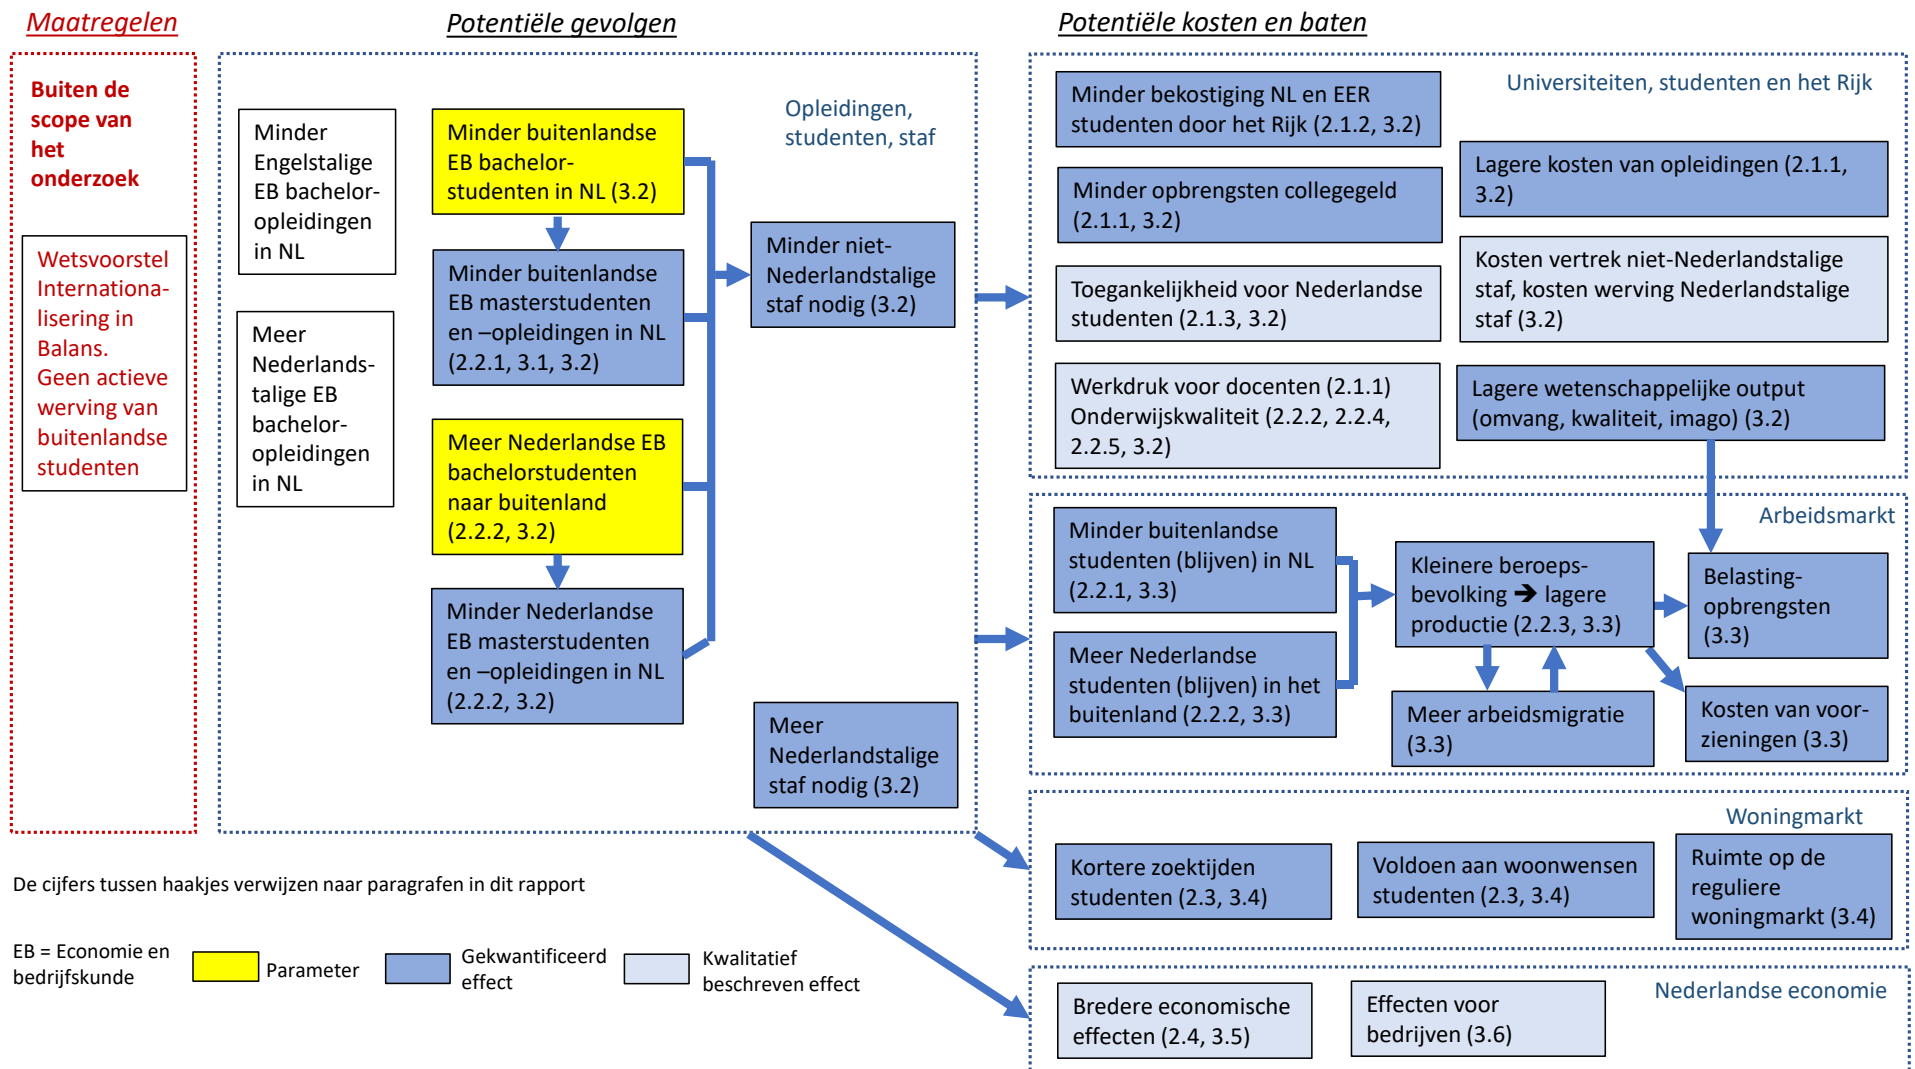 Maatregelen
Buiten de
scope van
het
onderzoek
Wetsvoorstel
Internationa-
lisering in
Balans.
Geen actieve
werving van
buitenlandse
studenten
Potentiële gevolgen
Opleidingen,
studenten, staf
Minder
Engelstalige
EB bachelor-
opleidingen
in NL
Meer
Nederlands-
talige EB
bachelor-
opleidingen
in NL
Minder buitenlandse
EB bachelor-
studenten in NL (3.2)
Minder buitenlandse
EB masterstudenten
en –opleidingen in NL
(2.2.1, 3.1, 3.2)
Meer Nederlandse EB
bachelorstudenten
naar buitenland
(2.2.2, 3.2)
Minder Nederlandse
EB masterstudenten
en –opleidingen in NL
(2.2.2, 3.2)
Minder niet-
Nederlandstalige
staf nodig (3.2)
Meer
Nederlandstalige
staf nodig (3.2)
Potentiële kosten en baten
Universiteiten, studenten en het Rijk
Minder bekostiging NL en EER
studenten door het Rijk (2.1.2, 3.2)
Minder opbrengsten collegegeld
(2.1.1, 3.2)
Toegankelijkheid voor Nederlandse
studenten (2.1.3, 3.2)
Werkdruk voor docenten (2.1.1)
Onderwijskwaliteit (2.2.2, 2.2.4,
2.2.5, 3.2)
Lagere kosten van opleidingen (2.1.1,
3.2)
Kosten vertrek niet-Nederlandstalige
staf, kosten werving Nederlandstalige
staf (3.2)
Lagere wetenschappelijke output
(omvang, kwaliteit, imago) (3.2)
Arbeidsmarkt
Minder buitenlandse
studenten (blijven) in NL
(2.2.1, 3.3)
Meer Nederlandse
studenten (blijven) in het
buitenland (2.2.2, 3.3)
Kleinere beroeps-
bevolking ➔ lagere
productie (2.2.3, 3.3)
Meer arbeidsmigratie
(3.3)
Belasting-
opbrengsten
(3.3)
Kosten van voor-
zieningen (3.3)
Woningmarkt
Kortere zoektijden
studenten (2.3, 3.4)
Voldoen aan woonwensen
studenten (2.3, 3.4)
Ruimte op de
reguliere
woningmarkt (3.4)
Nederlandse economie
Bredere economische
effecten (2.4, 3.5)
Effecten voor
bedrijven (3.6)
De cijfers tussen haakjes verwijzen naar paragrafen in dit rapport
EB = Economie en
bedrijfskunde
Parameter
Gekwantificeerd
effect
Kwalitatief
beschreven effect